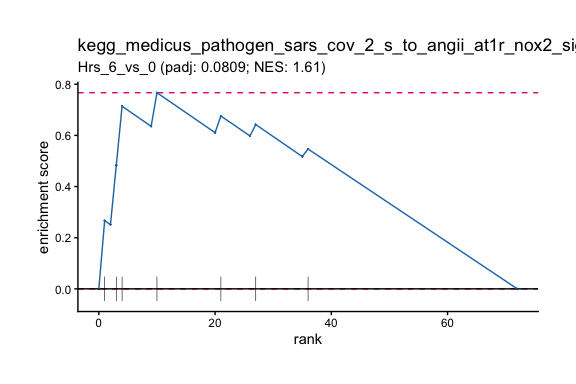 kegg_medicus_pathogen_sars_cov_2_s_to_angii_at1r_nox2_si
Hrs_6_vs_0 (padj: 0.0809; NES: 1.61)
enrichment score
0.8
0.6
0.4
0.2
0.0
0 20 40 60
rank